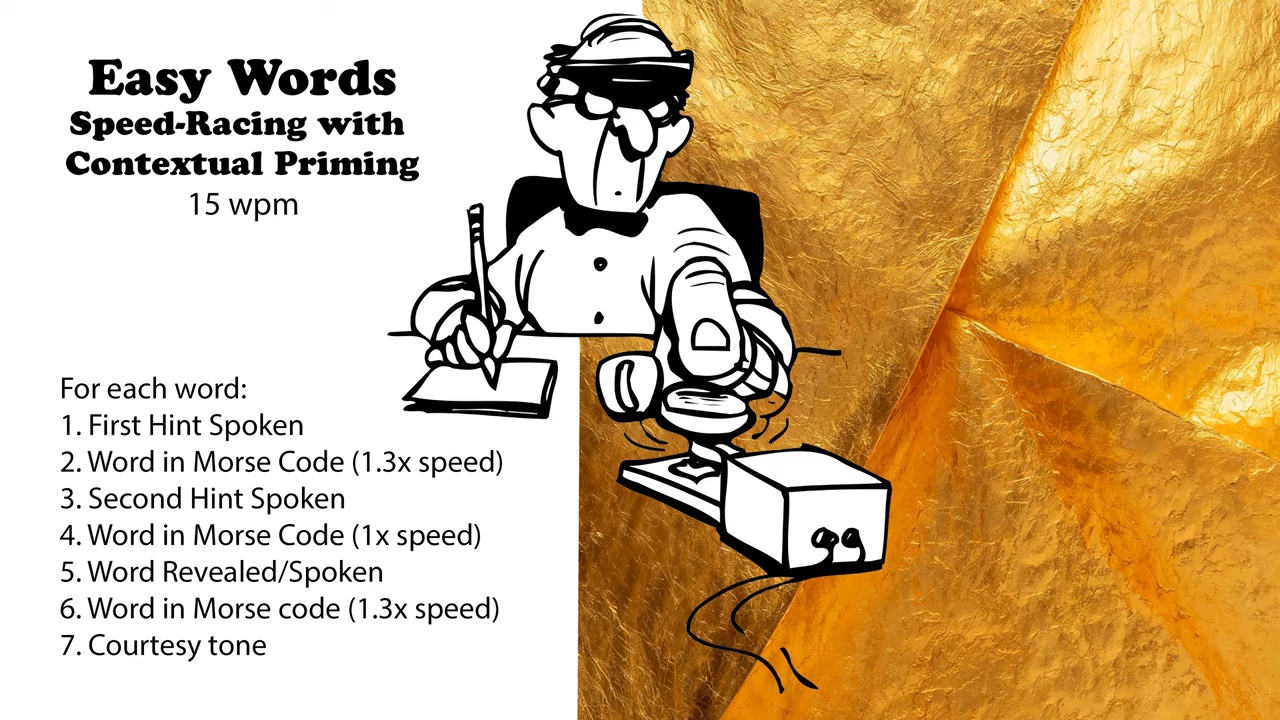 Easy Words
Speed-Racing with
Contextual Priming
15 wpm
For each word:
1. First Hint Spoken
2. Word in Morse Code (1.3x speed)
3. Second Hint Spoken
4. Word in Morse Code (1x speed)
5. Word Revealed/Spoken
6. Word in Morse code (1.3x speed)
7. Courtesy tone